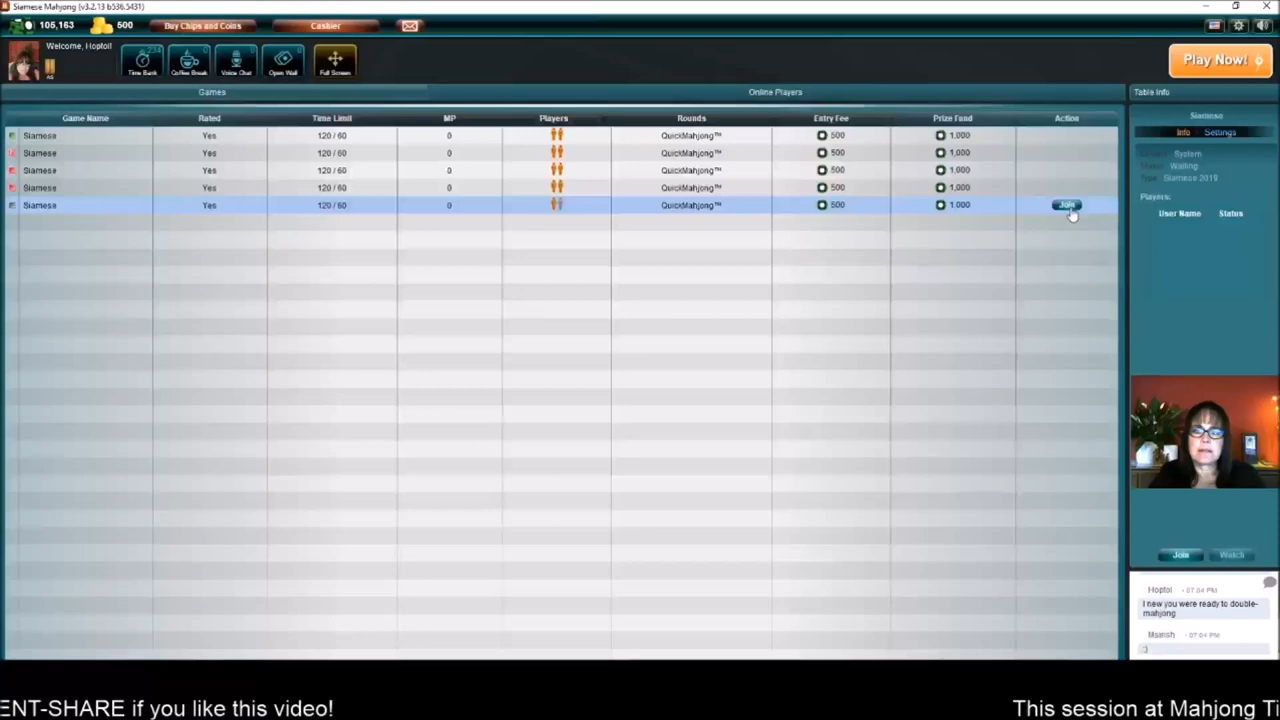 Siamese Mahjong (v3.2.13 b536.5431)
105,163 500 Buy Chips and Coins Cashier
Welcome, Hoptoil
Time Bank Coffee Break Voice Chat Open Wall Full Screen
Play Now!
Games Online Players Table Info
Game Name Rated Time Limit MP Players Rounds Entry Fee Prize Fund Action
Siamese Yes 120 / 60 0 QuickMahjong™ 500 1,000
Siamese Yes 120 / 60 0 QuickMahjong™ 500 1,000
Siamese Yes 120 / 60 0 QuickMahjong™ 500 1,000
Siamese Yes 120 / 60 0 QuickMahjong™ 500 1,000
Siamese Yes 120 / 60 0 QuickMahjong™ 500 1,000 Join
Siamese
Info Settings
System
Waiting
Siamese 2019
Players:
User Name Status
Join Watch
07:04 PM
I new you were ready to double-
mahjong
07:04 PM
:)
ENT-SHARE if you like this video! This session at Mahjong Ti